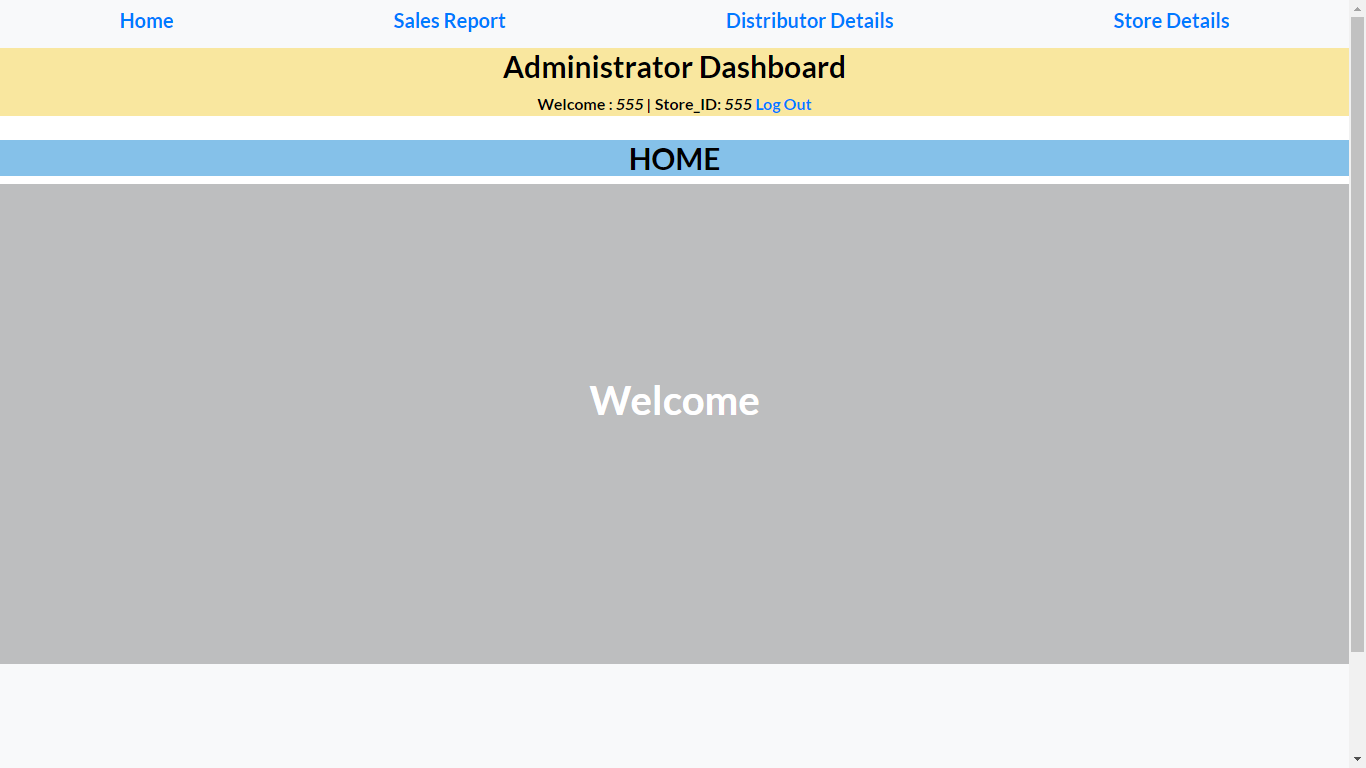 Home Sales Report Distributor Details Store Details
Administrator Dashboard
Welcome : 555 | Store_ID: 555 Log Out
HOME
Welcome